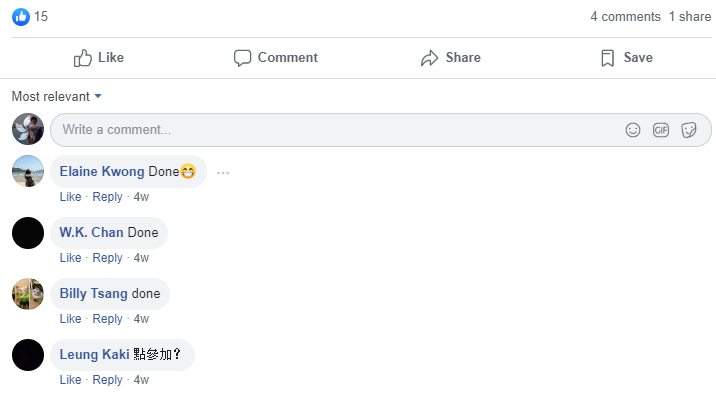 15 4 comments 1 share
Like Comment Share Save
Most relevant
Write a comment... GIF
Elaine Kwong Done😁
Like · Reply · 4w
W.K. Chan Done
Like · Reply · 4w
Billy Tsang done
Like · Reply · 4w
Leung Kaki 點參加?
Like · Reply · 4w